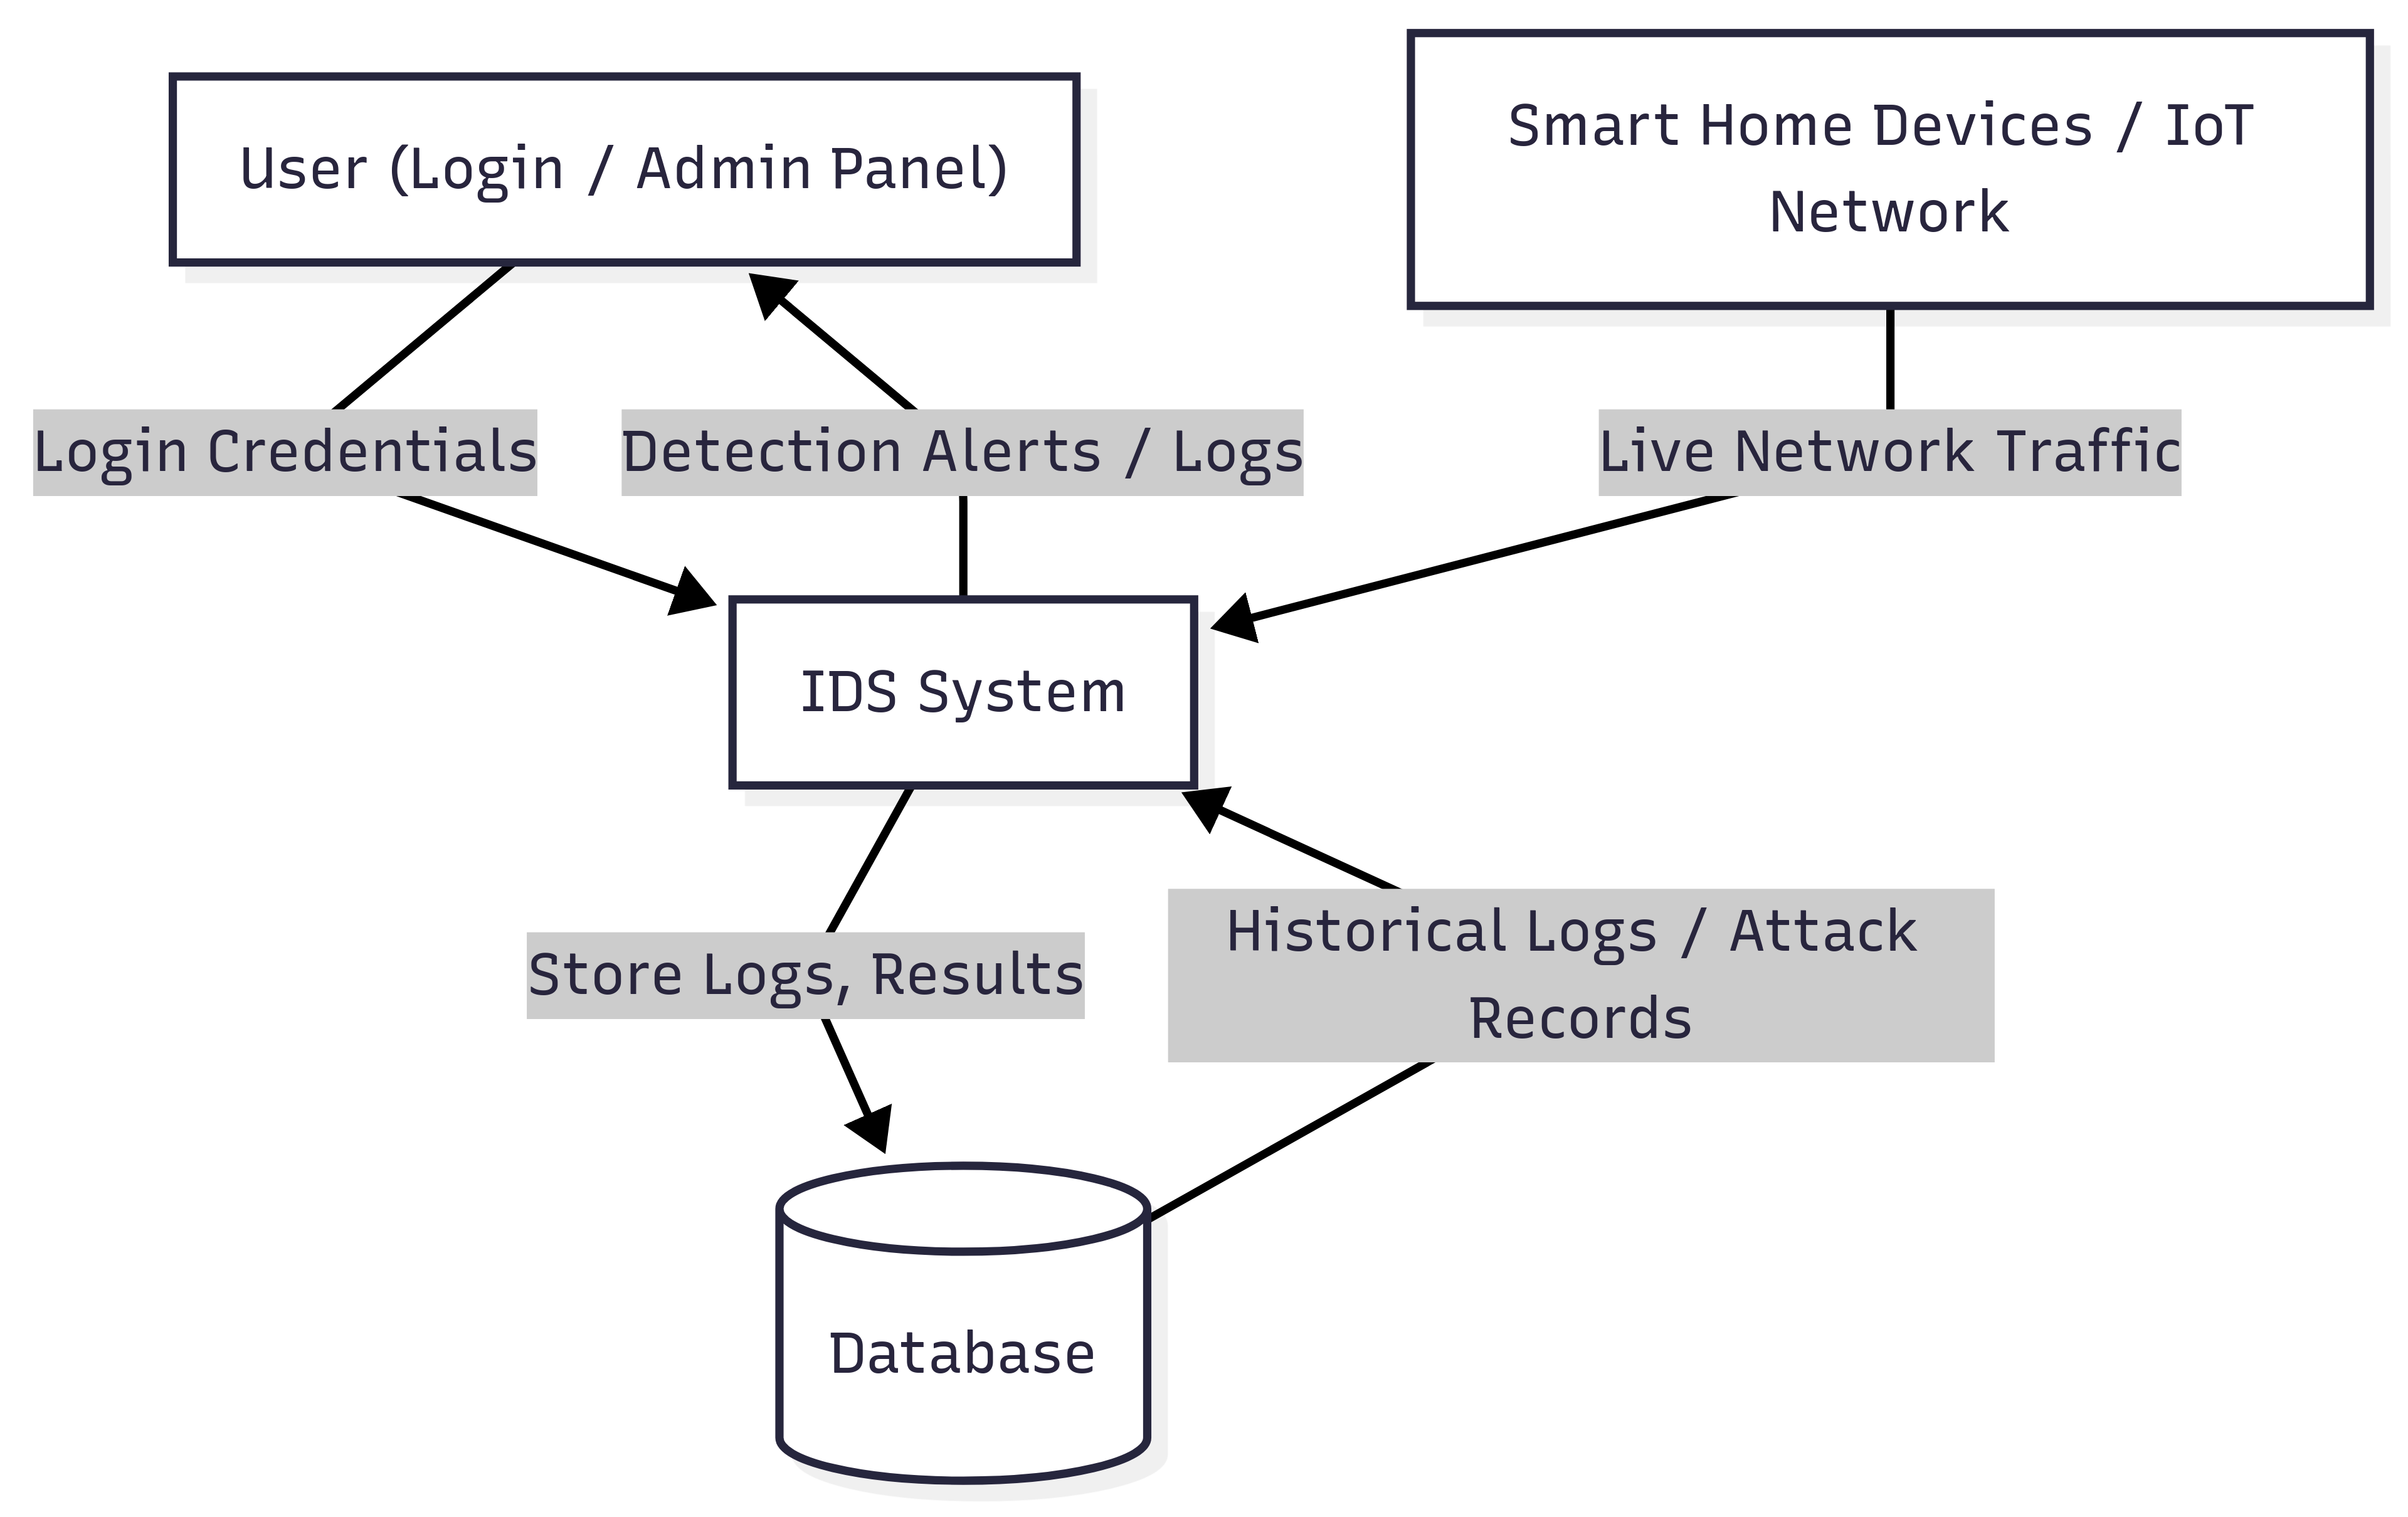 User (Login / Admin Panel)
Smart Home Devices / IoT
Network
Login Credentials
Detection Alerts / Logs
Live Network Traffic
IDS System
Store Logs, Results
Historical Logs / Attack
Records
Database